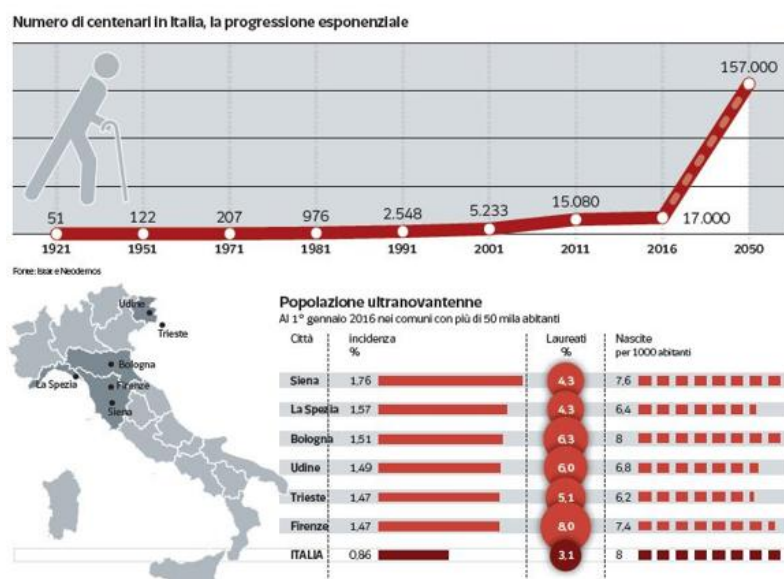 Numero di centenari in Italia, la progressione esponenziale
157.000
51 122 207 976 2.548 5.233 15.080 17.000
1921 1951 1971 1981 1991 2001 2011 2016 2050
Fonte: Istat e Neodemos
Udine
Trieste
Bologna
La Spezia
Firenze
Siena
Popolazione ultranovantenne
Al 1° gennaio 2016 nei comuni con più di 50 mila abitanti
Città incidenza % Laureati % Nascite per 1000 abitanti
Siena 1,76 4,3 7,6
La Spezia 1,57 4,3 6,4
Bologna 1,51 6,3 8
Udine 1,49 6,0 6,8
Trieste 1,47 5,1 6,2
Firenze 1,47 8,0 7,4
ITALIA 0,86 3,1 8